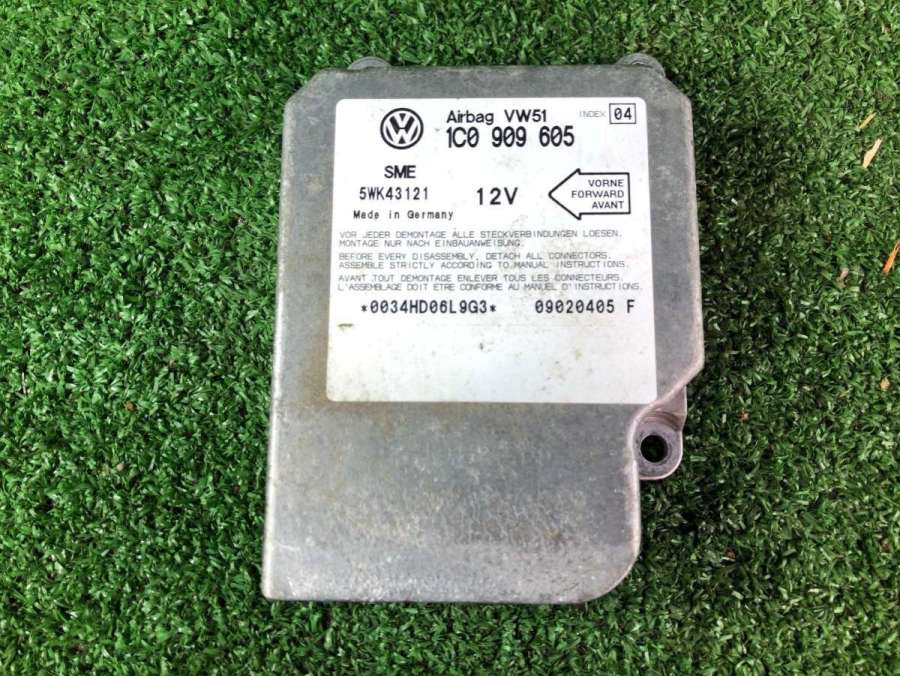 Airbag VW51 INDEX 04
1C0 909 605
SME
5WK43121 12V
Made in Germany
VORNE
FORWARD
AVANT
VOR JEDER DEMONTAGE ALLE STECKVERBINDUNGEN LOESEN.
MONTAGE NUR NACH EINBAUANWEISUNG.
BEFORE EVERY DISASSEMBLY, DETACH ALL CONNECTORS.
ASSEMBLE STRICTLY ACCORDING TO MANUAL INSTRUCTIONS.
AVANT TOUT DEMONTAGE ENLEVER TOUS LES CONNECTEURS.
L'ASSEMBLAGE DOIT ETRE CONFORME AU MANUEL D'INSTRUCTIONS.
*0034HD06L9G3* 09020405 F